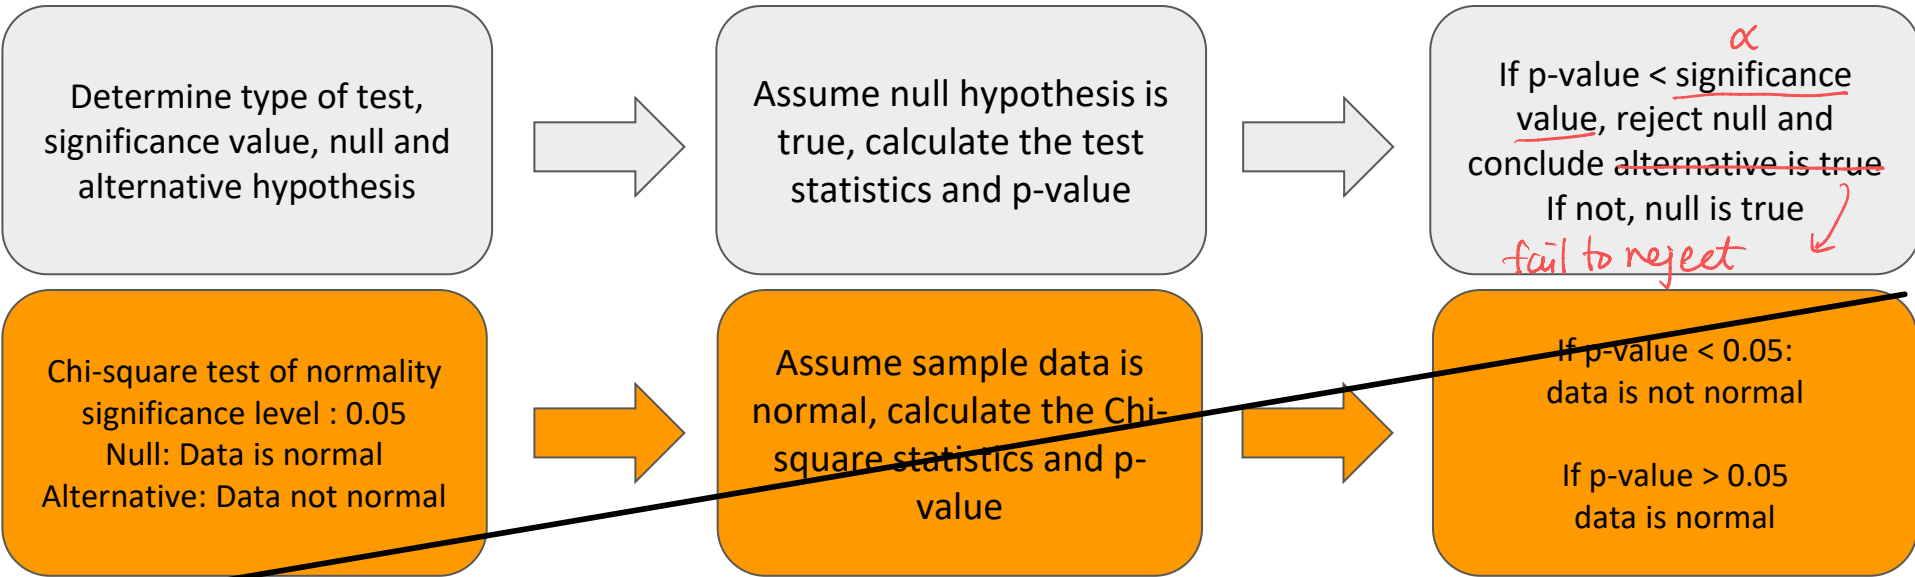 Determine type of test,
significance value, null and
alternative hypothesis
Assume null hypothesis is
true, calculate the test
statistics and p-value
α
If p-value < significance
value, reject null and
conclude alternative is true
If not, null is true
fail to reject
Chi-square test of normality
significance level : 0.05
Null: Data is normal
Alternative: Data not normal
Assume sample data is
normal, calculate the Chi-
square statistics and p-
value
If p-value < 0.05:
data is not normal
If p-value > 0.05
data is normal